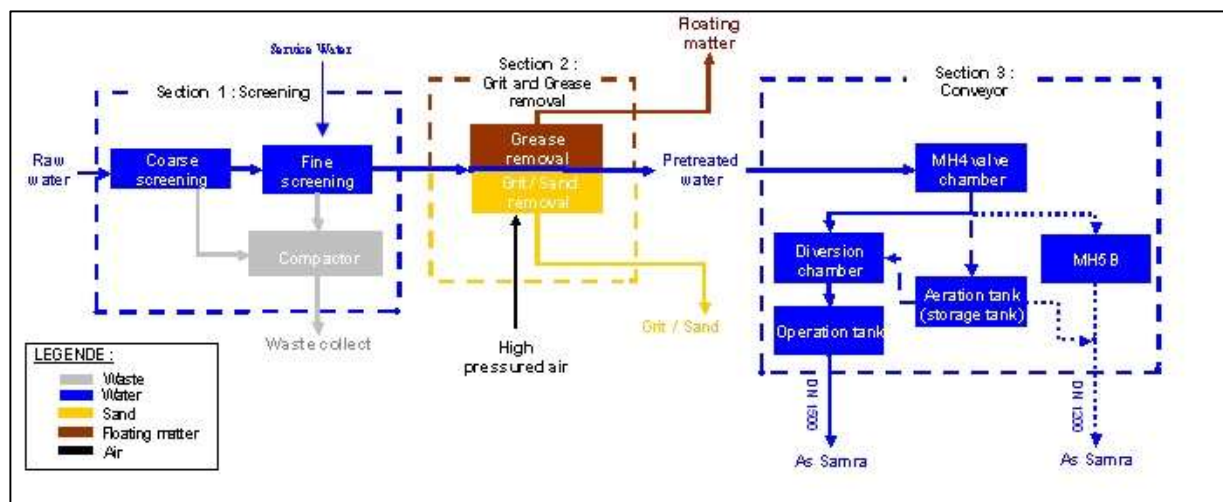 Floating
matter
Service Water
Section 1 : Screening
Section 2 :
Grit and Grease
removal
Section 3 :
Conveyor
Raw
water
Coarse
screening
Fine
screening
Grease
removal
Grit / Sand
removal
Pretreated
water
MH4 valve
chamber
Compactor
Diversion
chamber
MH5B
Aeration tank
(storage tank)
Operation tank
Waste collect
High
pressured air
Grit / Sand
LEGENDE :
Waste
Water
Sand
Floating matter
Air
DN 1500
DN 1200
As Samra
As Samra